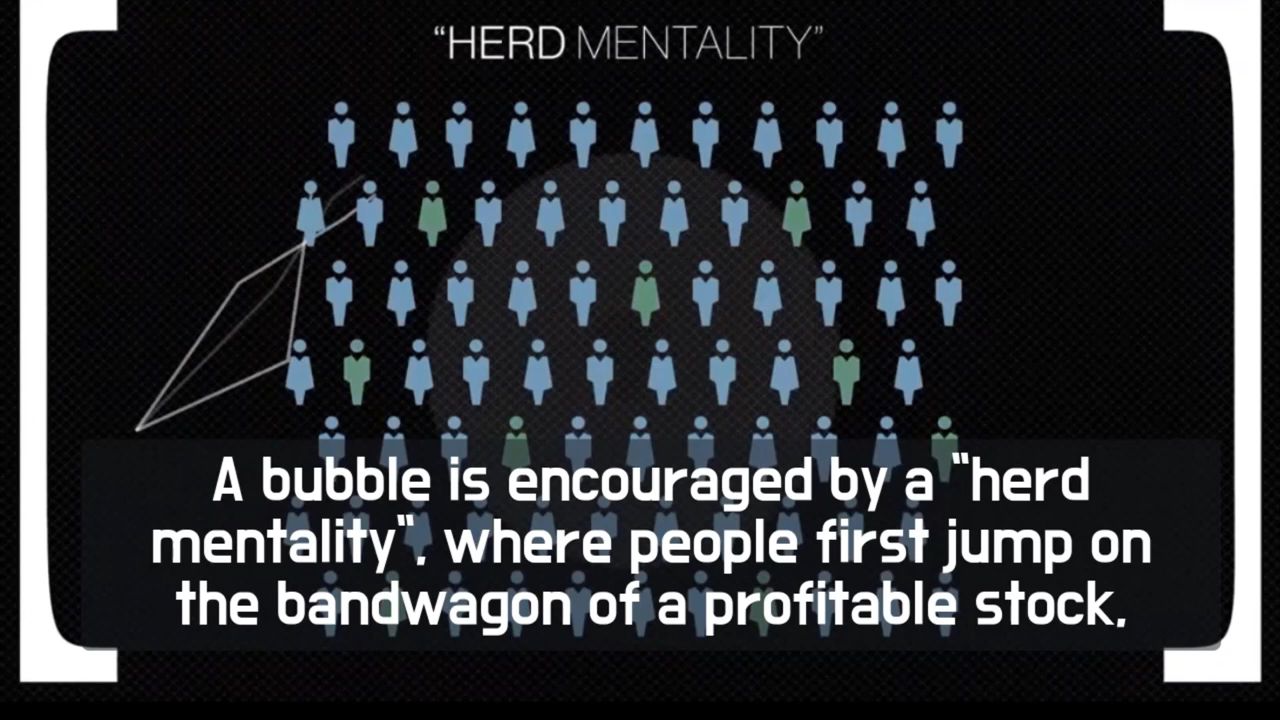 “HERD MENTALITY”
A bubble is encouraged by a “herd
mentality“, where people first jump on
the bandwagon of a profitable stock,